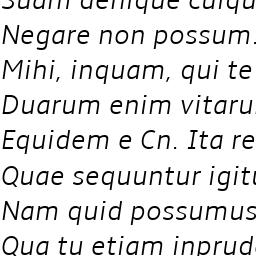 Suam denique cuiqu
Negare non possum.
Mihi, inquam, qui te
Duarum enim vitaru
Equidem e Cn. Ita re
Quae sequuntur igitu
Nam quid possumus
Qua tu etiam inprude